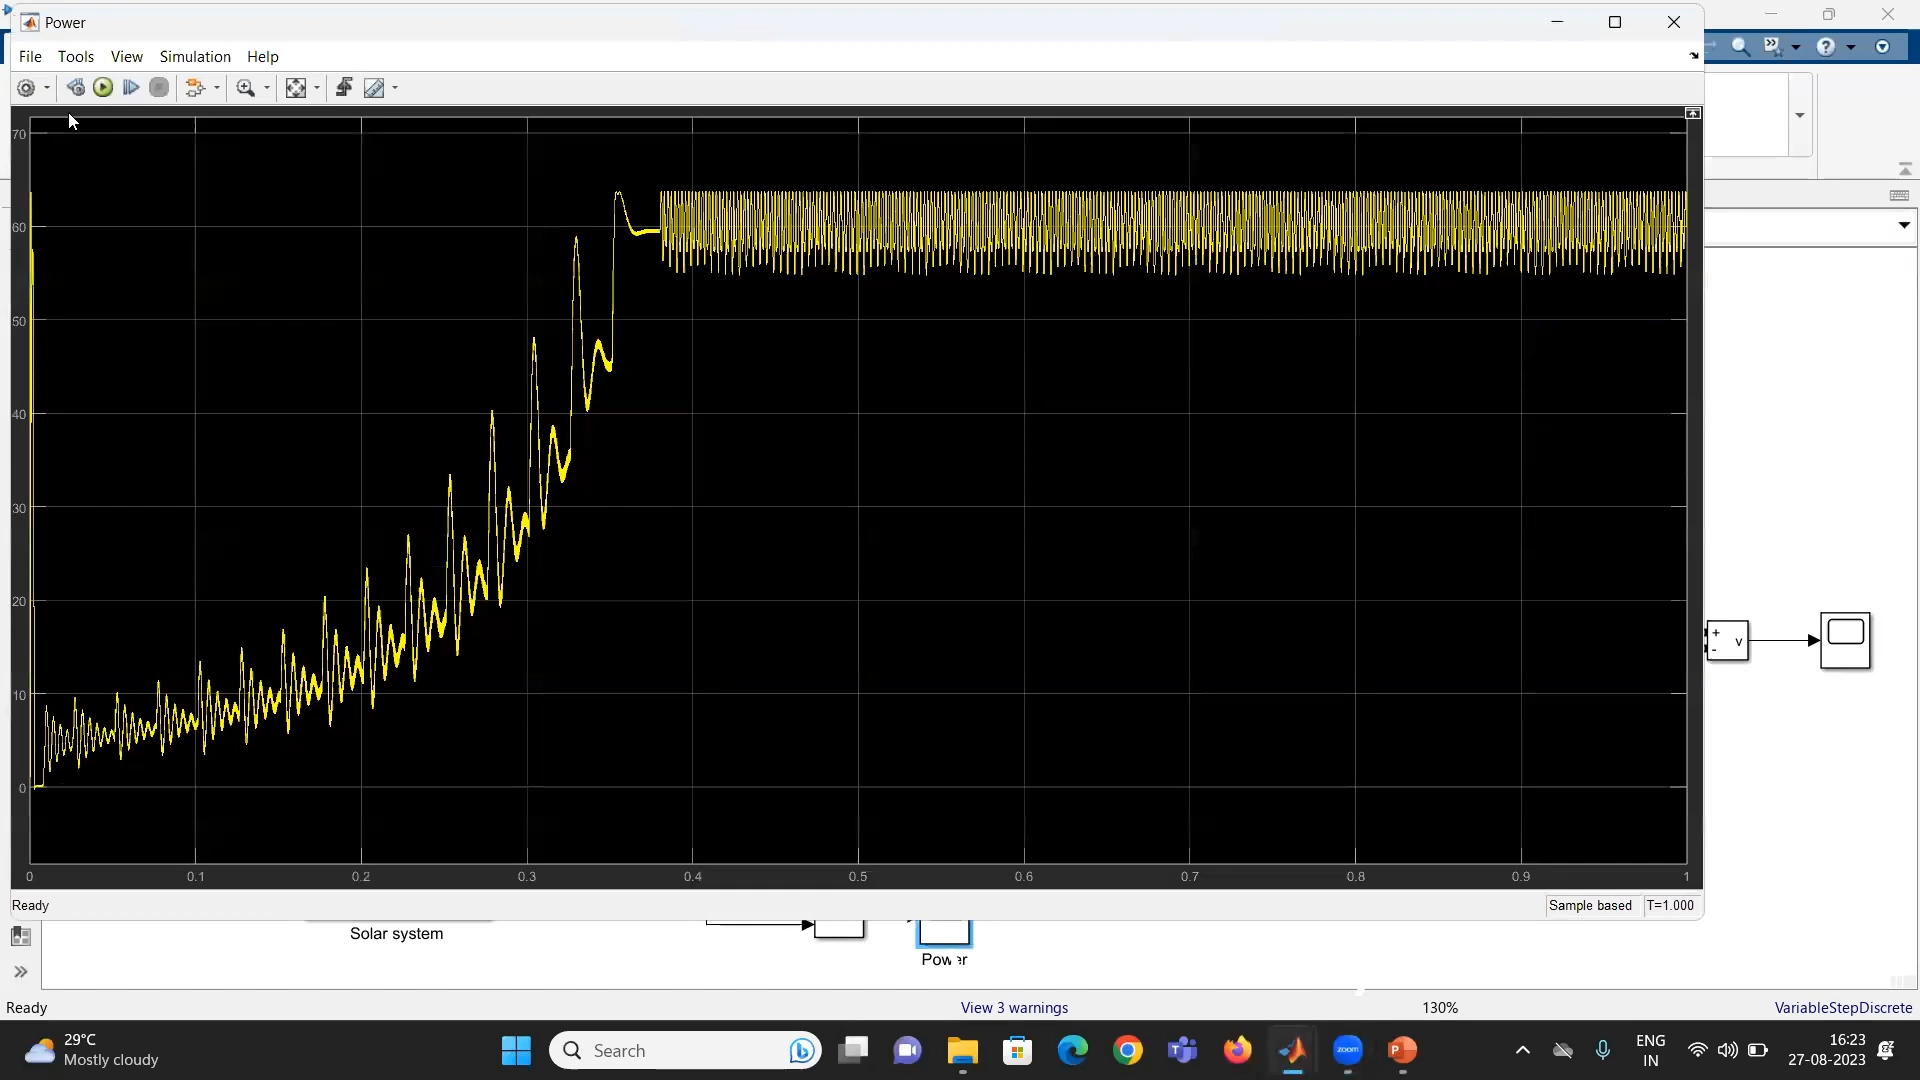 Power
File Tools View Simulation Help
70
60
50
40
30
20
10
0
0 0.1 0.2 0.3 0.4 0.5 0.6 0.7 0.8 0.9 1
Ready Sample based T=1.000
+
- v
Solar system
Power
Ready View 3 warnings 130% VariableStepDiscrete
29°C
Mostly cloudy
Search
zoom
ENG
IN
16:23
27-08-2023